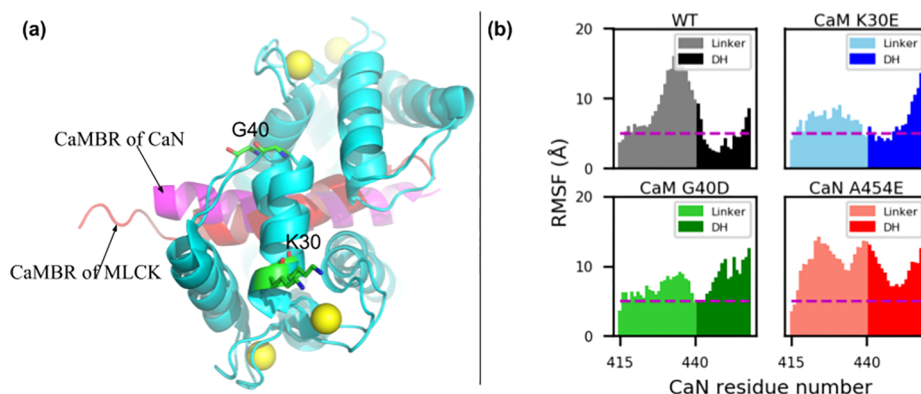 (a)
G40
CaMBR of CaN
K30
CaMBR of MLCK
(b)
WT
CaM K30E
20
Linker
DH
Linker
DH
10
0
RMSF (Å)
CaM G40D
CaN A454E
20
Linker
DH
Linker
DH
10
0
415
440
415
440
CaN residue number